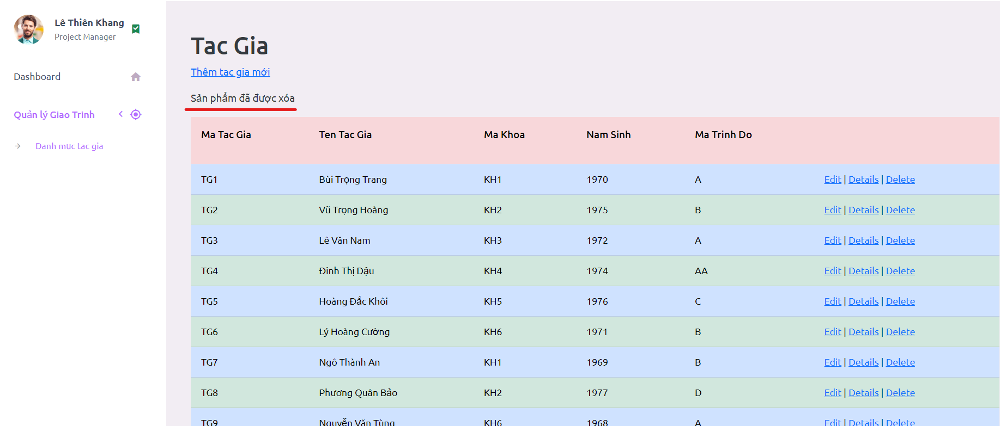 Lê Thiên Khang
Project Manager
Dashboard
Quản lý Giao Trinh
Danh mục tac gia
Tac Gia
Thêm tac gia mới
Sản phẩm đã được xóa
Ma Tac Gia Ten Tac Gia Ma Khoa Nam Sinh Ma Trinh Do
TG1 Bùi Trọng Trang KH1 1970 A Edit | Details | Delete
TG2 Vũ Trọng Hoàng KH2 1975 B Edit | Details | Delete
TG3 Lê Văn Nam KH3 1972 A Edit | Details | Delete
TG4 Đinh Thị Dậu KH4 1974 AA Edit | Details | Delete
TG5 Hoàng Đắc Khôi KH5 1976 C Edit | Details | Delete
TG6 Lý Hoàng Cường KH6 1971 B Edit | Details | Delete
TG7 Ngô Thành An KH1 1969 B Edit | Details | Delete
TG8 Phương Quân Bảo KH2 1977 D Edit | Details | Delete
TG9 Nguyễn Văn Tùng KH6 1968 A Edit | Details | Delete